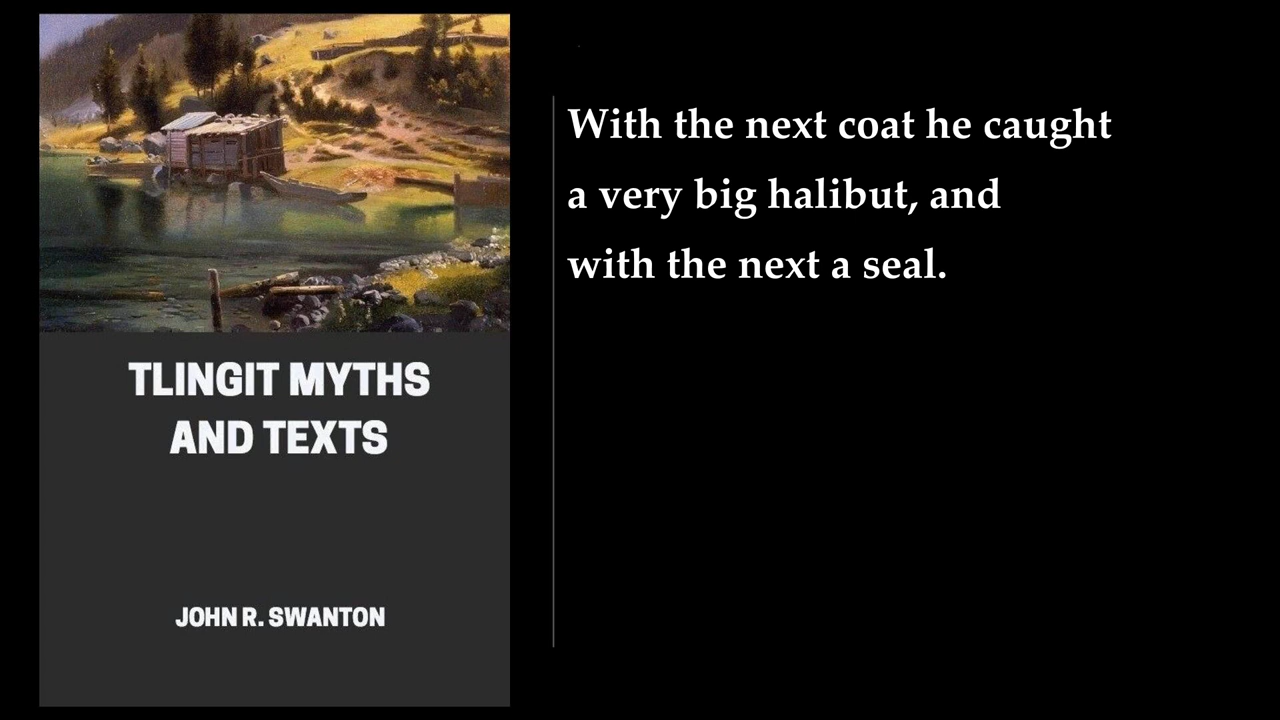 TLINGIT MYTHS
AND TEXTS
JOHN R. SWANTON
With the next coat he caught
a very big halibut, and
with the next a seal.